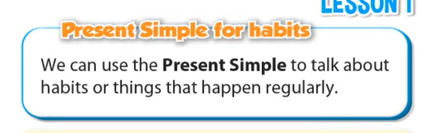 LESSON 1
Present Simple for habits
We can use the Present Simple to talk about
habits or things that happen regularly.